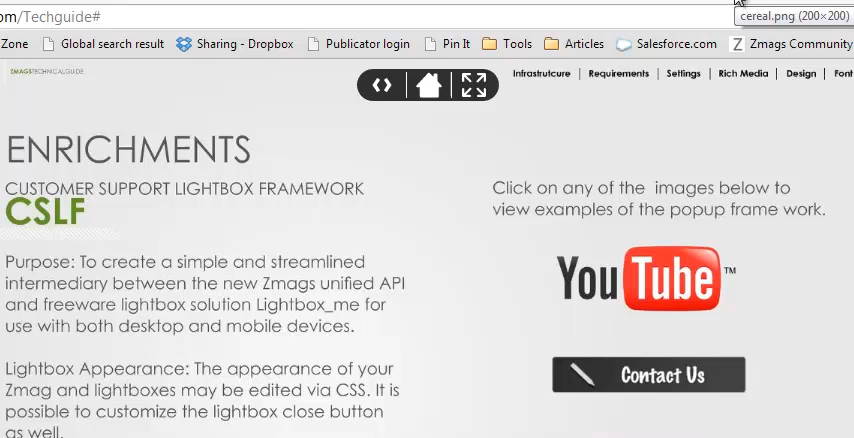 om/Techguide#
cereal.png (200×200)
Zone Global search result Sharing - Dropbox Publicator login Pin It Tools Articles Salesforce.com Zmags Community
ZMAGSTECHNICALGUIDE
Infrastrutcure | Requirements | Settings | Rich Media | Design | Font
ENRICHMENTS
CUSTOMER SUPPORT LIGHTBOX FRAMEWORK
CSLF
Purpose: To create a simple and streamlined
intermediary between the new Zmags unified API
and freeware lightbox solution Lightbox_me for
use with both desktop and mobile devices.
Lightbox Appearance: The appearance of your
Zmag and lightboxes may be edited via CSS. It is
possible to customize the lightbox close button
as well.
Click on any of the images below to
view examples of the popup frame work.
YouTube™
Contact Us